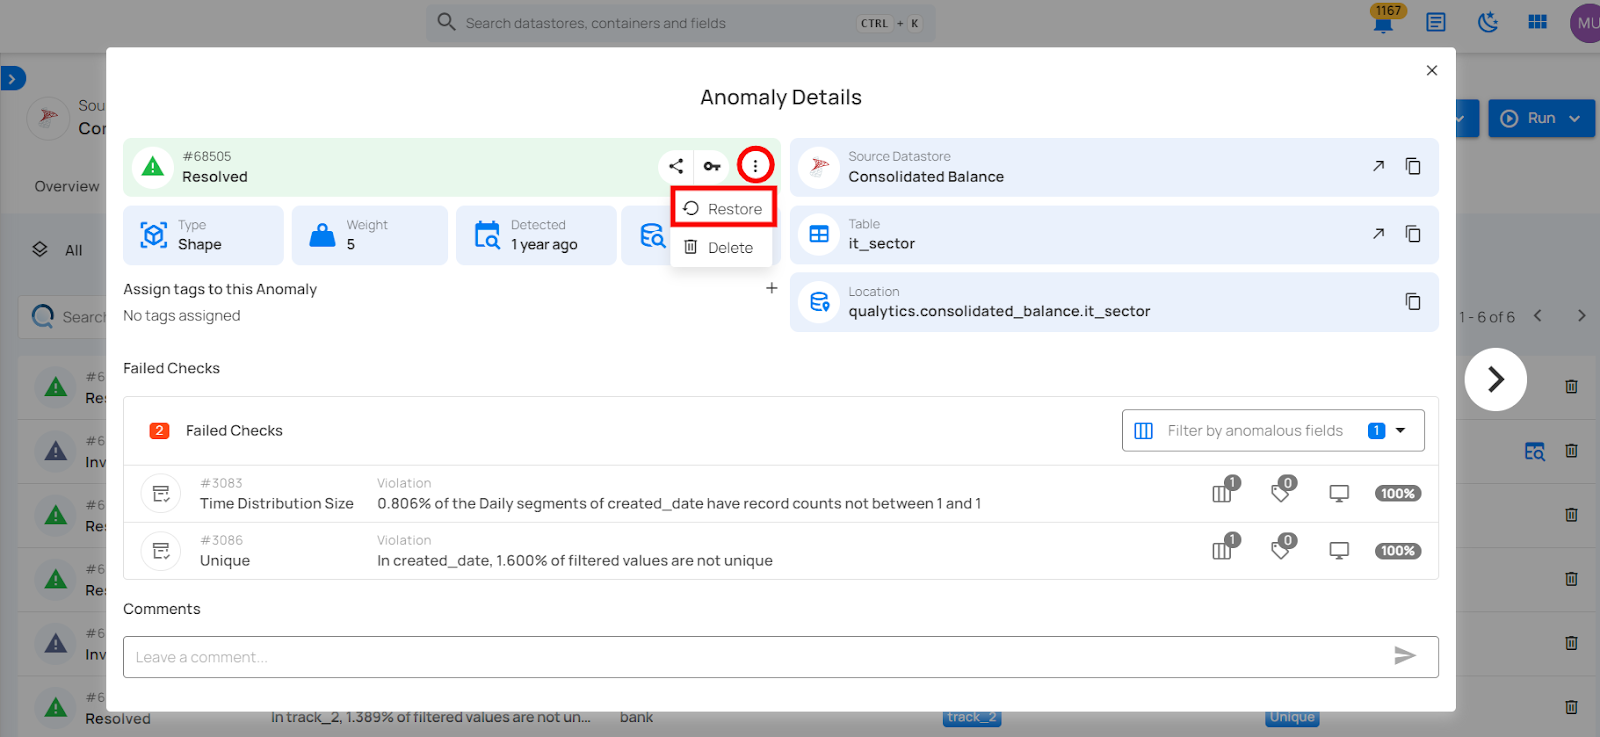 Search datastores, containers and fields CTRL + K
1167
MU
Sou
Cor
Run
Overview
All
Search
1 - 6 of 6
Anomaly Details
#68505
Resolved
Restore
Delete
Type
Shape
Weight
5
Detected
1 year ago
Source Datastore
Consolidated Balance
Table
it_sector
Location
qualytics.consolidated_balance.it_sector
Assign tags to this Anomaly
No tags assigned
Failed Checks
2 Failed Checks
Filter by anomalous fields 1
#3083
Time Distribution Size
Violation
0.806% of the Daily segments of created_date have record counts not between 1 and 1
1 0 100%
#3086
Unique
Violation
In created_date, 1.600% of filtered values are not unique
1 0 100%
Comments
Leave a comment...
#6
Res
#6
Inv
#6
Res
#6
Res
#6
Inv
#6
Resolved
In track_2, 1.389% of filtered values are not un...
bank
track_2
Unique